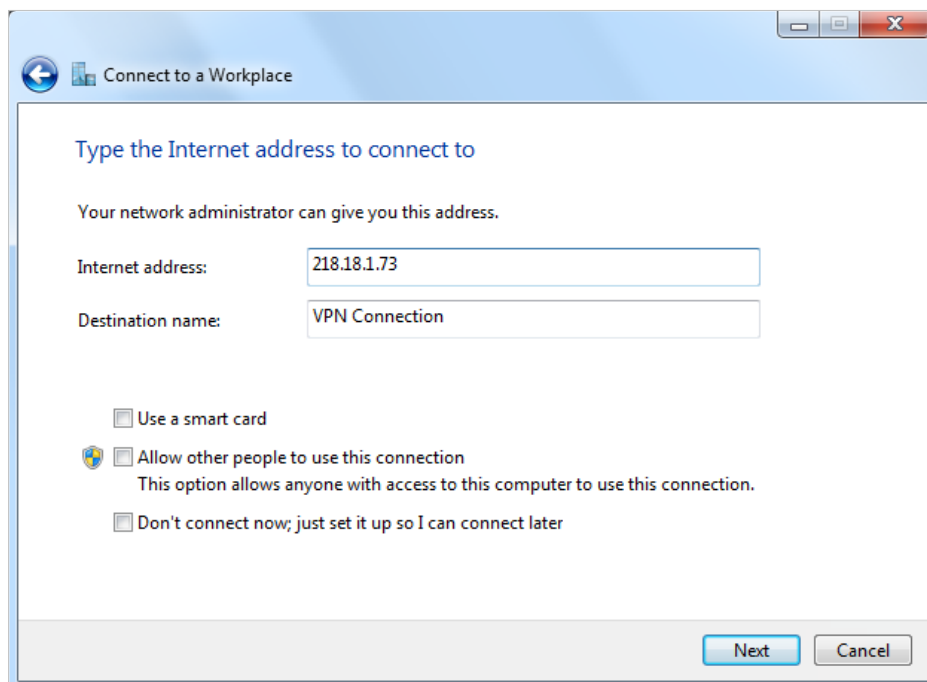 Connect to a Workplace
Type the Internet address to connect to
Your network administrator can give you this address.
Internet address: 218.18.1.73
Destination name: VPN Connection
Use a smart card
Allow other people to use this connection
This option allows anyone with access to this computer to use this connection.
Don't connect now; just set it up so I can connect later
Next Cancel